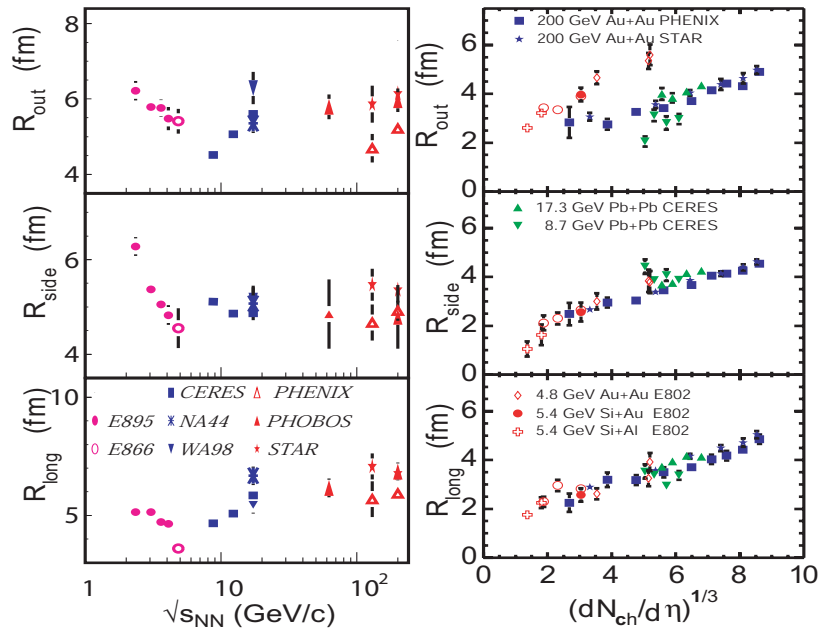 R_out (fm)
8
6
4
R_side (fm)
6
4
R_long (fm)
10
5
CERES PHENIX
E895 NA44 PHOBOS
E866 WA98 STAR
1 10 10²
√s_NN (GeV/c)
R_out (fm)
6
4
2
0
200 GeV Au+Au PHENIX
200 GeV Au+Au STAR
R_side (fm)
6
4
2
0
17.3 GeV Pb+Pb CERES
8.7 GeV Pb+Pb CERES
R_long (fm)
6
4
2
0
4.8 GeV Au+Au E802
5.4 GeV Si+Au E802
5.4 GeV Si+Al E802
0 2 4 6 8 10
(dN_ch/dη)^1/3